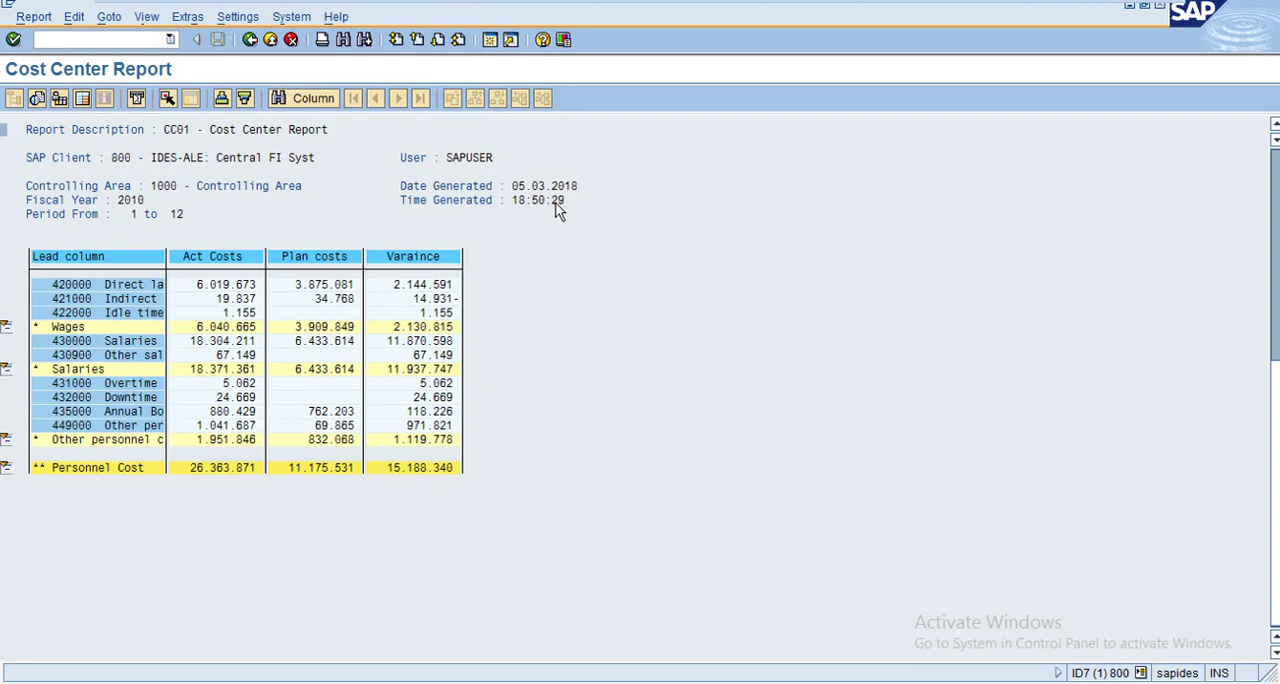 Report Edit Goto View Extras Settings System Help
SAP
Cost Center Report
Column
Report Description : CC01 - Cost Center Report
SAP Client : 800 - IDES-ALE: Central FI Syst User : SAPUSER
Controlling Area : 1000 - Controlling Area Date Generated : 05.03.2018
Fiscal Year : 2010 Time Generated : 18:50:29
Period From : 1 to 12
Lead column Act Costs Plan costs Varaince
420000 Direct la 6.019.673 3.875.081 2.144.591
421000 Indirect 19.837 34.768 14.931-
422000 Idle time 1.155 1.155
* Wages 6.040.665 3.909.849 2.130.815
430000 Salaries 18.304.211 6.433.614 11.870.598
430900 Other sal 67.149 67.149
* Salaries 18.371.361 6.433.614 11.937.747
431000 Overtime 5.062 5.062
432000 Downtime 24.669 24.669
435000 Annual Bo 880.429 762.203 118.226
449000 Other per 1.041.687 69.865 971.821
* Other personnel c 1.951.846 832.068 1.119.778
** Personnel Cost 26.363.871 11.175.531 15.188.340
Activate Windows
Go to System in Control Panel to activate Windows.
ID7 (1) 800 sapides INS